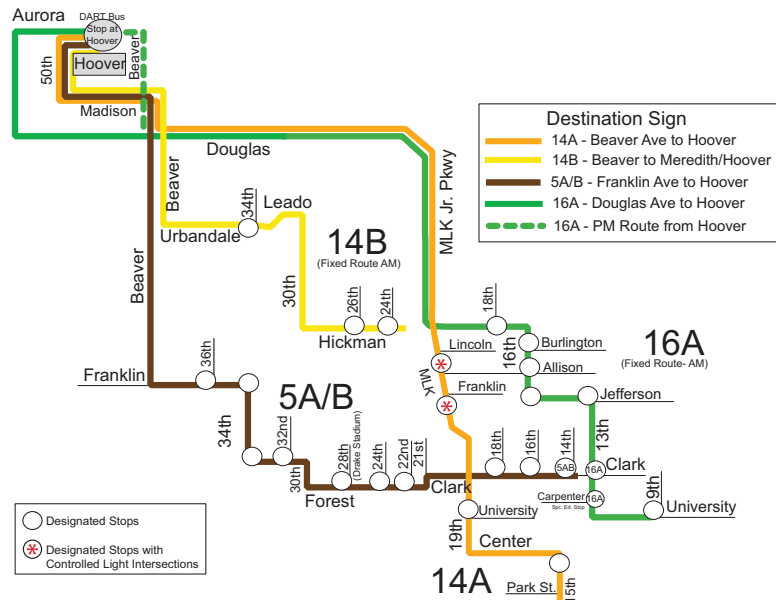 Aurora
DART Bus
Stop at
Hoover
Hoover
50th
Beaver
Madison
Douglas
Destination Sign
14A - Beaver Ave to Hoover
14B - Beaver to Meredith/Hoover
5A/B - Franklin Ave to Hoover
16A - Douglas Ave to Hoover
16A - PM Route from Hoover
MLK Jr. Pkwy
Beaver
34th
Leado
Urbandale
14B
(Fixed Route AM)
30th
26th
24th
Hickman
18th
16th
Burlington
16A
(Fixed Route- AM)
Lincoln
Allison
MLK
Franklin
Jefferson
Beaver
Franklin
36th
5A/B
34th
32nd
30th
28th
(Drake Stadium)
24th
22nd
21st
Forest
Clark
18th
16th
14th
5AB
13th
16A
Clark
Carpenter
Spc. Ed. Stop
16A
9th
University
University
19th
Center
14A
Park St.
15th
Designated Stops
Designated Stops with
Controlled Light Intersections